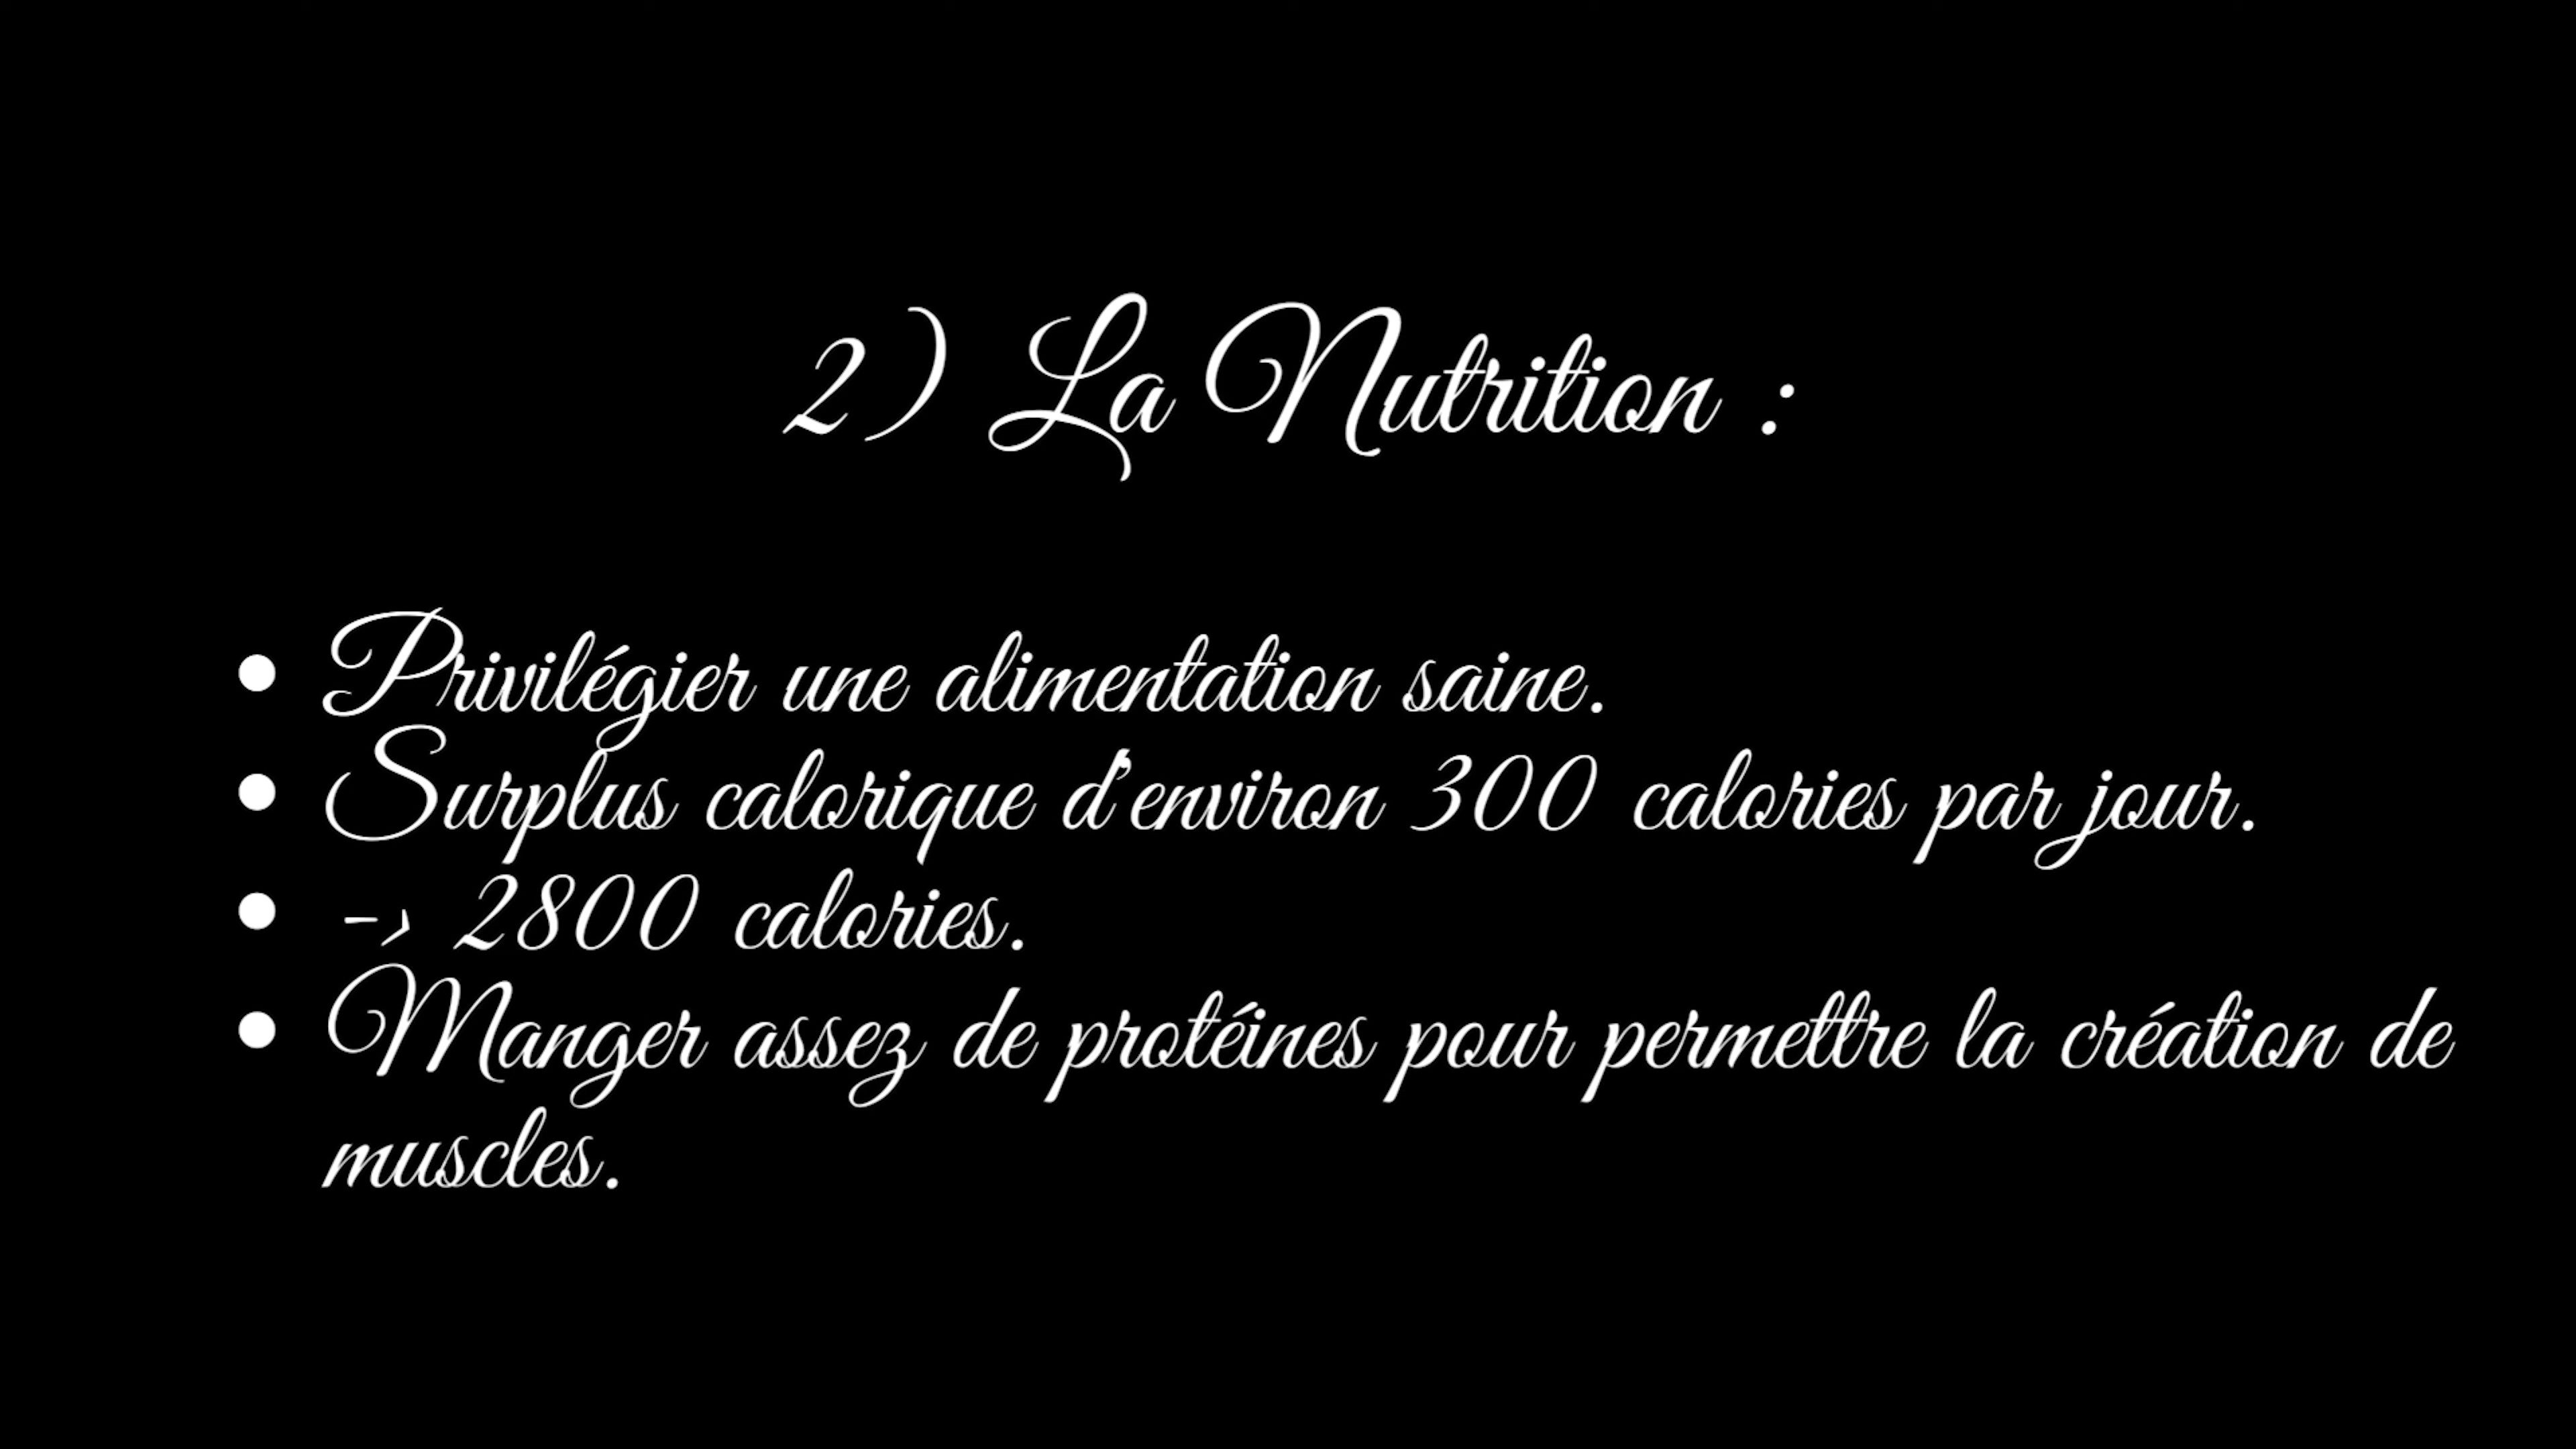 2) La Nutrition :
• Privilégier une alimentation saine.
• Surplus calorique d'environ 300 calories par jour.
• -> 2800 calories.
• Manger assez de protéines pour permettre la création de
muscles.